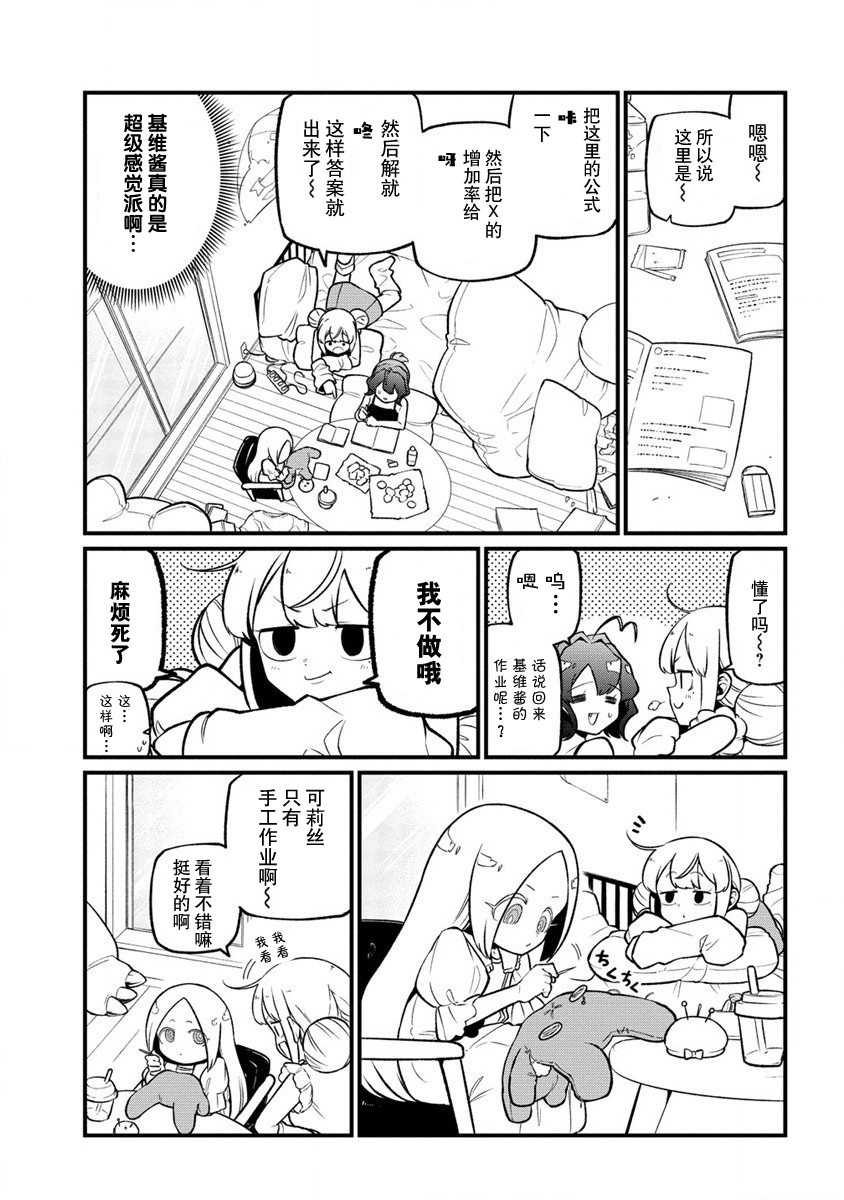 嗯嗯～
所以说
这里是～
把这里的公式
咔
一下
然后把X的
增加率给
呀
然后解就
咚
这样答案就
出来了～
基维酱真的是
超级感觉派啊…
懂了吗～?
呜…
嗯
话说回来
基维酱的
作业呢…?
我不做哦
麻烦死了
这…
这样啊…
ちくちく
可莉丝
只有
手工作业啊～
看着不错嘛
挺好的啊
我看
我看